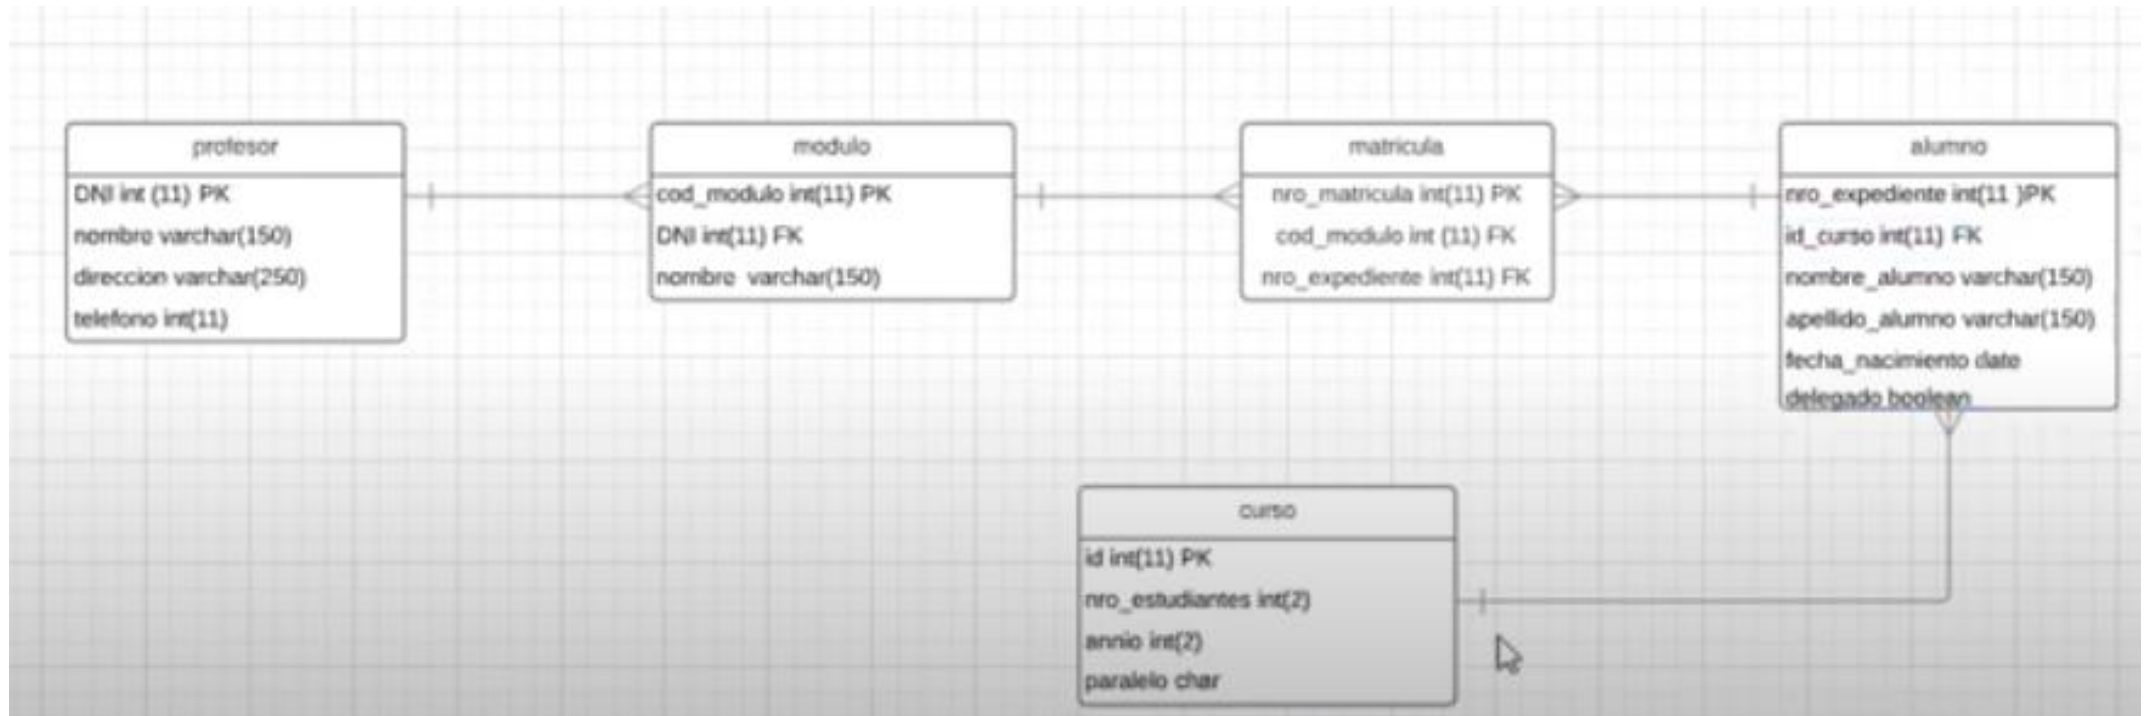 profesor
DNI int (11) PK
nombre varchar(150)
direccion varchar(250)
telefono int(11)
modulo
cod_modulo int(11) PK
DNI int(11) FK
nombre varchar(150)
matricula
nro_matricula int(11) PK
cod_modulo int (11) FK
nro_expediente int(11) FK
alumno
nro_expediente int(11 )PK
id_curso int(11) FK
nombre_alumno varchar(150)
apellido_alumno varchar(150)
fecha_nacimiento date
delegado boolean
curso
id int(11) PK
nro_estudiantes int(2)
annio int(2)
paralelo char